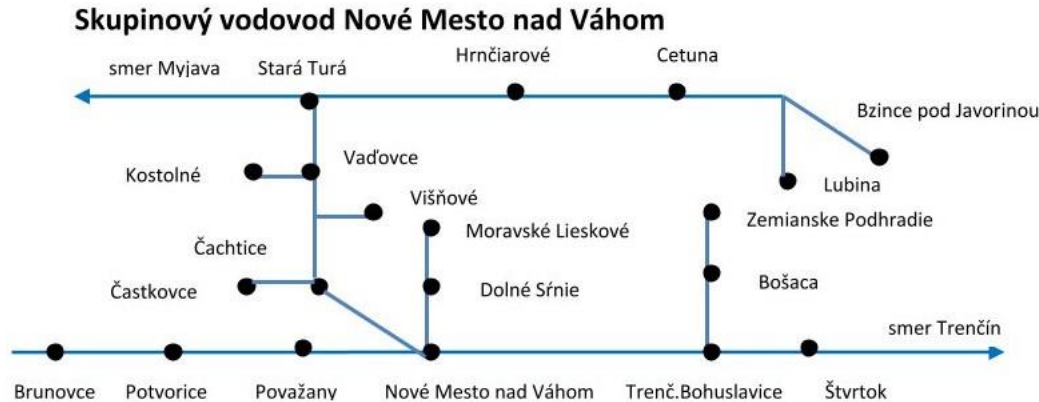 Skupinový vodovod Nové Mesto nad Váhom
smer Myjava
Stará Turá
Hrnčiarové
Cetuna
Bzince pod Javorinou
Kostolné
Vaďovce
Lubina
Višňové
Moravské Lieskové
Zemianske Podhradie
Čachtice
Častkovce
Dolné Sŕnie
Bošaca
smer Trenčín
Brunovce
Potvorice
Považany
Nové Mesto nad Váhom
Trenč.Bohuslavice
Štvrtok